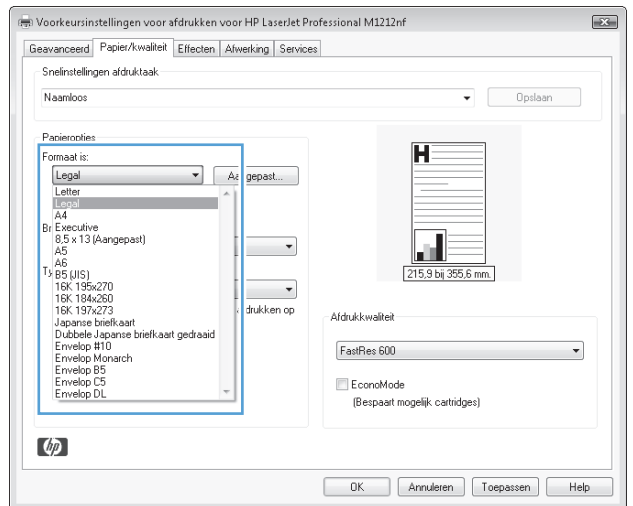 Voorkeursinstellingen voor afdrukken voor HP LaserJet Professional M1212nf
Geavanceerd Papier/kwaliteit Effecten Afwerking Services
Snelinstellingen afdruktaak
Naamloos Opslaan
Papieropties
Formaat is:
Legal Aangepast...
Letter
Legal
A4
Executive
8,5 x 13 (Aangepast)
A5
A6
B5 (JIS)
16K 195x270
16K 184x260
16K 197x273
Japanse briefkaart
Dubbele Japanse briefkaart gedraaid
Envelop #10
Envelop Monarch
Envelop B5
Envelop C5
Envelop DL
drukken op
H
215,9 bij 355,6 mm.
Afdrukkwaliteit
FastRes 600
EconoMode
(Bespaart mogelijk cartridges)
hp
OK Annuleren Toepassen Help